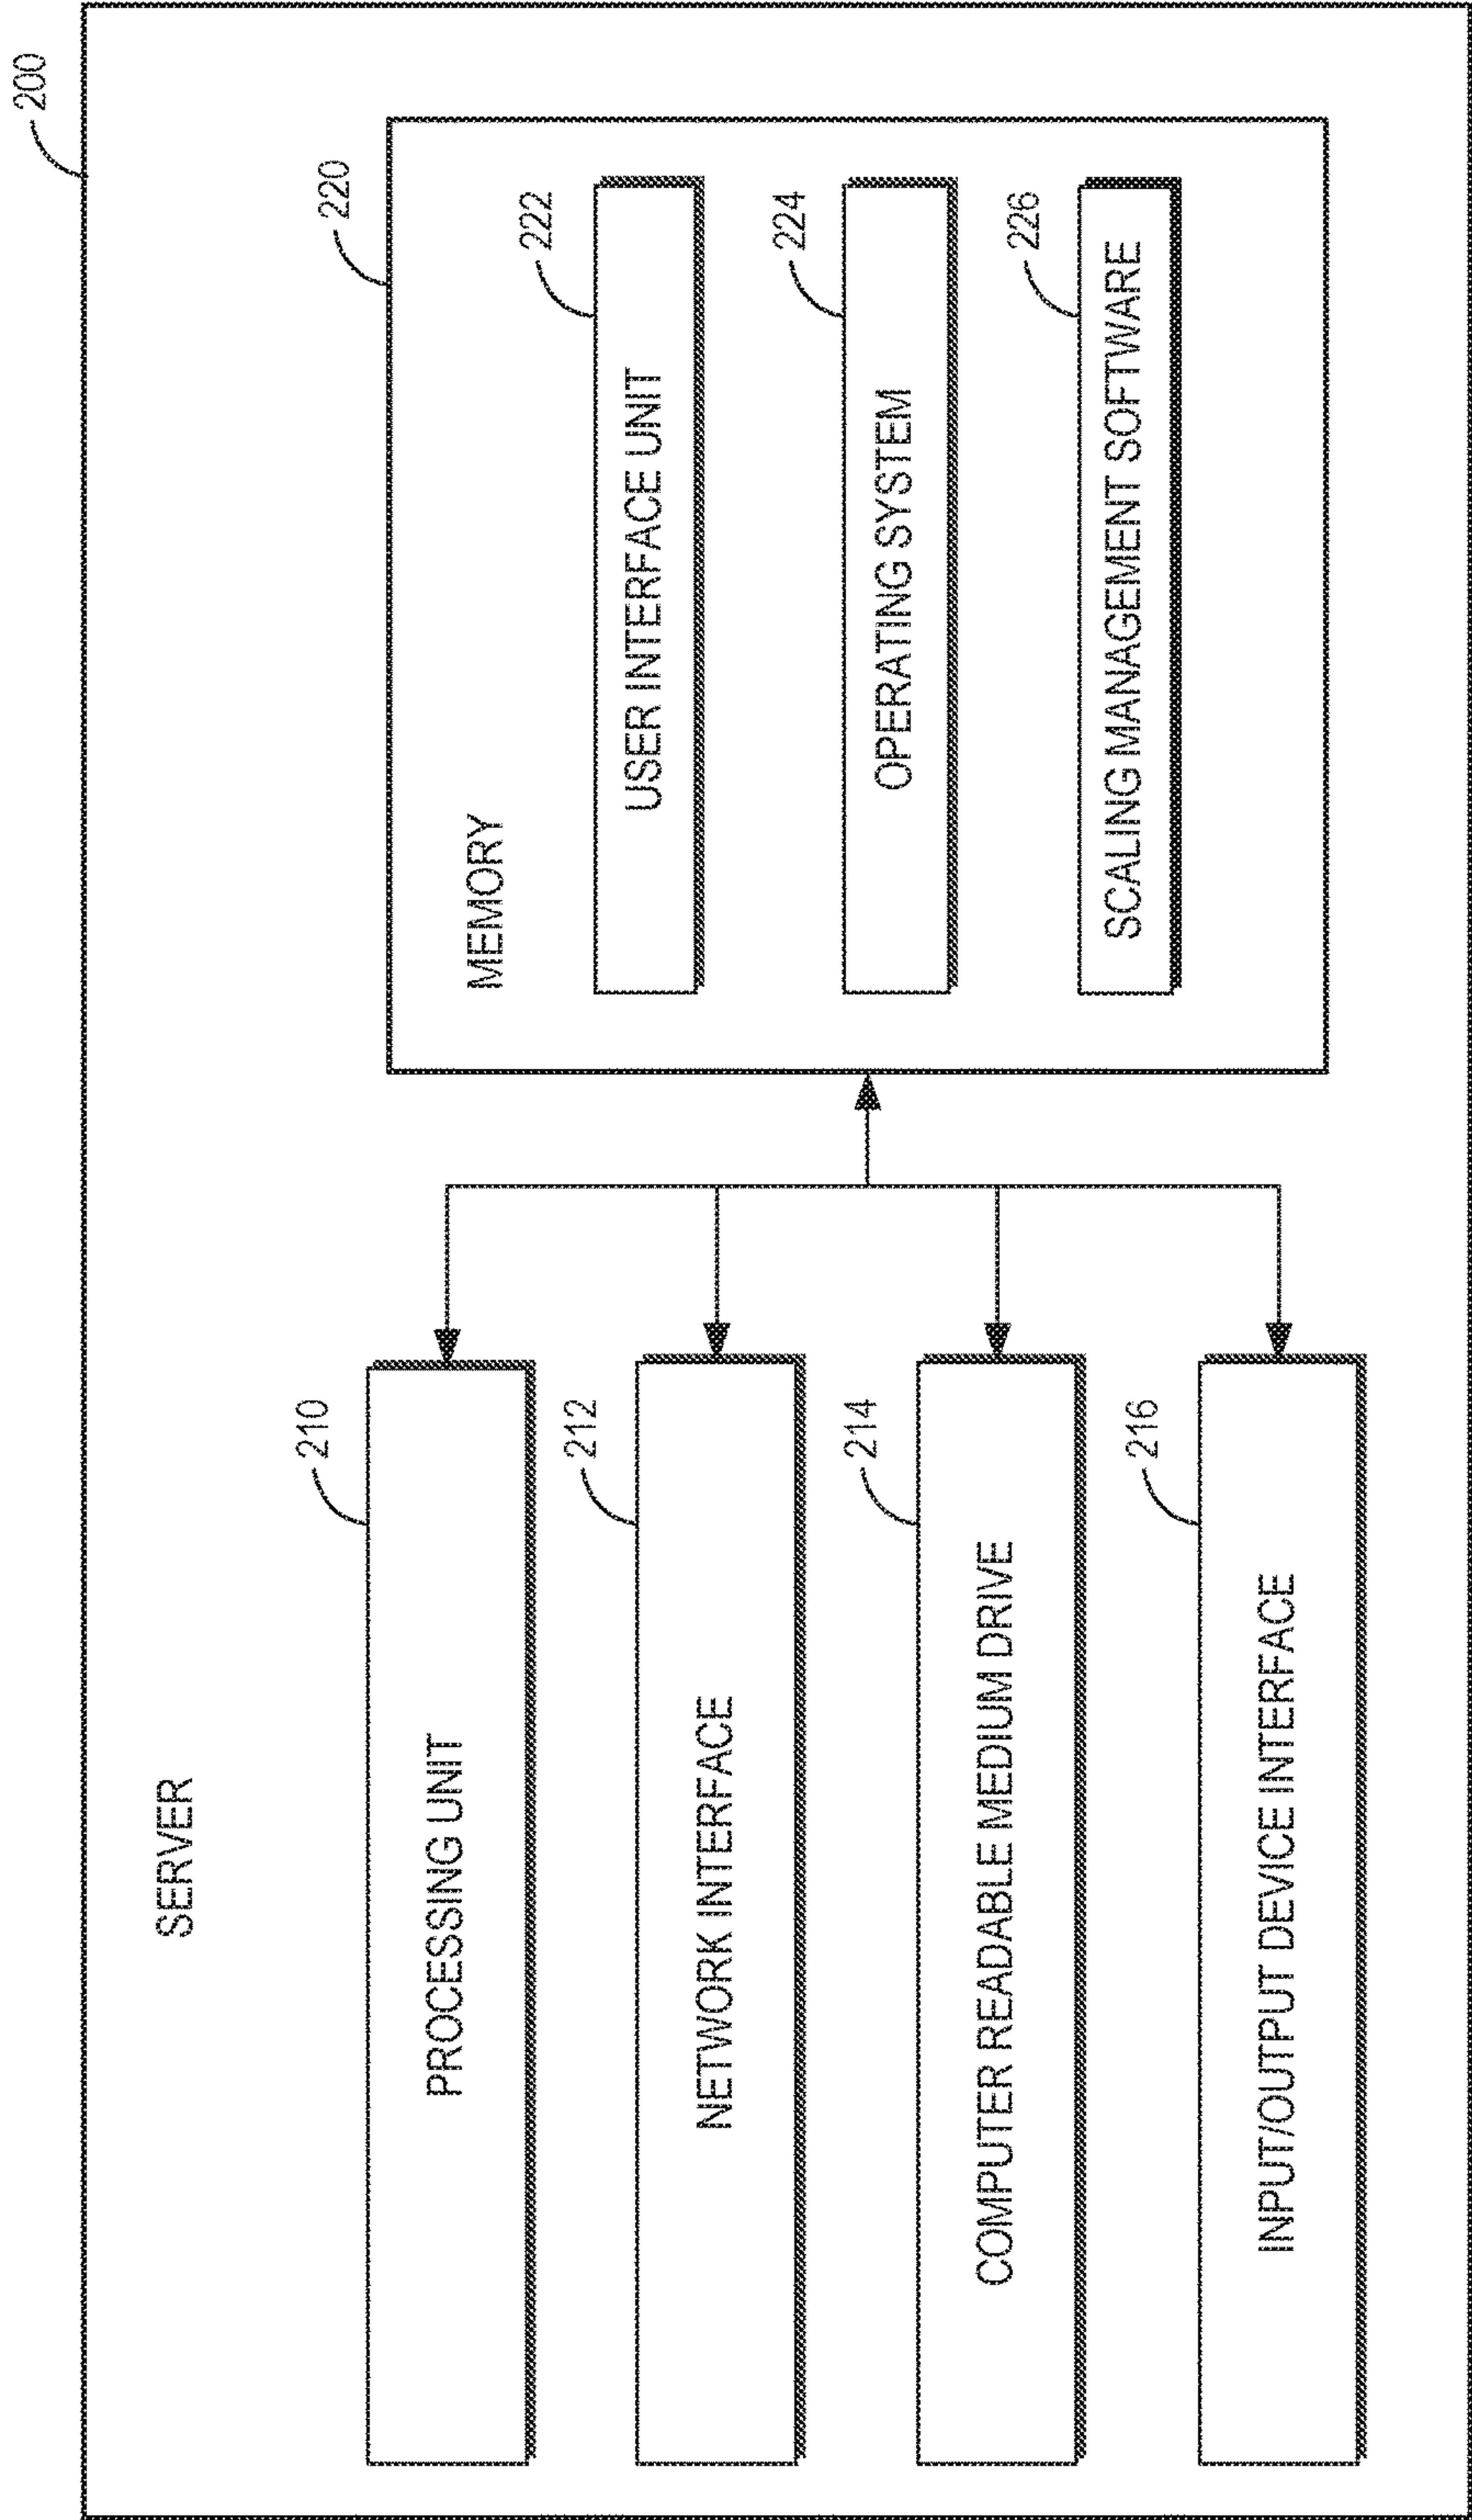 200
SERVER
220
MEMORY
210
PROCESSING UNIT
222
USER INTERFACE UNIT
212
NETWORK INTERFACE
224
OPERATING SYSTEM
214
COMPUTER READABLE MEDIUM DRIVE
226
SCALING MANAGEMENT SOFTWARE
216
INPUT/OUTPUT DEVICE INTERFACE